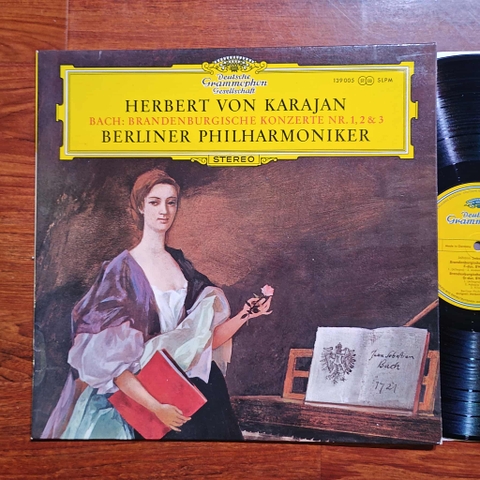 Deutsche
Grammophon
Gesellschaft
139 005 SLPM
HERBERT VON KARAJAN
BACH: BRANDENBURGISCHE KONZERTE NR. 1, 2 & 3
BERLINER PHILHARMONIKER
STEREO
Joh. Sebastian
Bach
1721
Deutsche
Grammophon